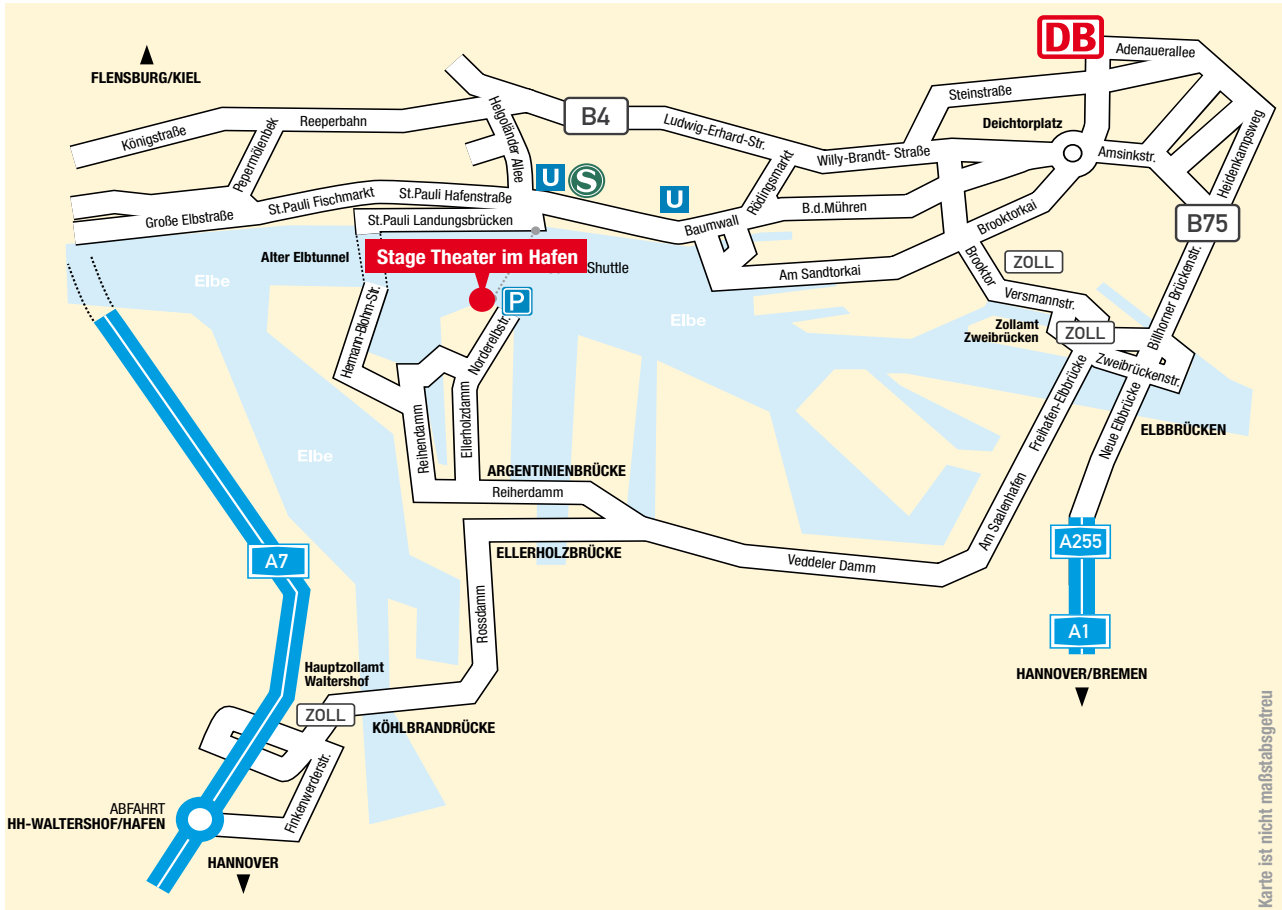 FLENSBURG/KIEL
DB
Adenauerallee
Steinstraße
Deichtorplatz
Königstraße
Reeperbahn
Pepermölenbek
Helgoländer Allee
B4
Ludwig-Erhard-Str.
Willy-Brandt- Straße
Amsinkstr.
Heidenkampsweg
Große Elbstraße
St.Pauli Fischmarkt
St.Pauli Hafenstraße
U
S
U
Rödingsmarkt
B.d.Mühren
Brooktorkai
B75
St.Pauli Landungsbrücken
Baumwall
Alter Elbtunnel
Stage Theater im Hafen
Shuttle
Am Sandtorkai
Brooktor
ZOLL
Elbe
P
Versmannstr.
Billhorner Brückenstr.
Hermann-Blohm-Str.
Norderelbstr.
Elbe
Zollamt
Zweibrücken
ZOLL
Zweibrückenstr.
Freihafen-Elbbrücke
Neue Elbbrücke
ELBBRÜCKEN
Reihendamm
Ellerholzdamm
Elbe
ARGENTINIENBRÜCKE
Reiherdamm
ELLERHOLZBRÜCKE
Am Saalenhafen
A7
A255
Veddeler Damm
Rossdamm
A1
Hauptzollamt
Waltershof
HANNOVER/BREMEN
ZOLL
KÖHLBRANDRÜCKE
Finkenwerderstr.
ABFAHRT
HH-WALTERSHOF/HAFEN
HANNOVER
Karte ist nicht maßstabsgetreu